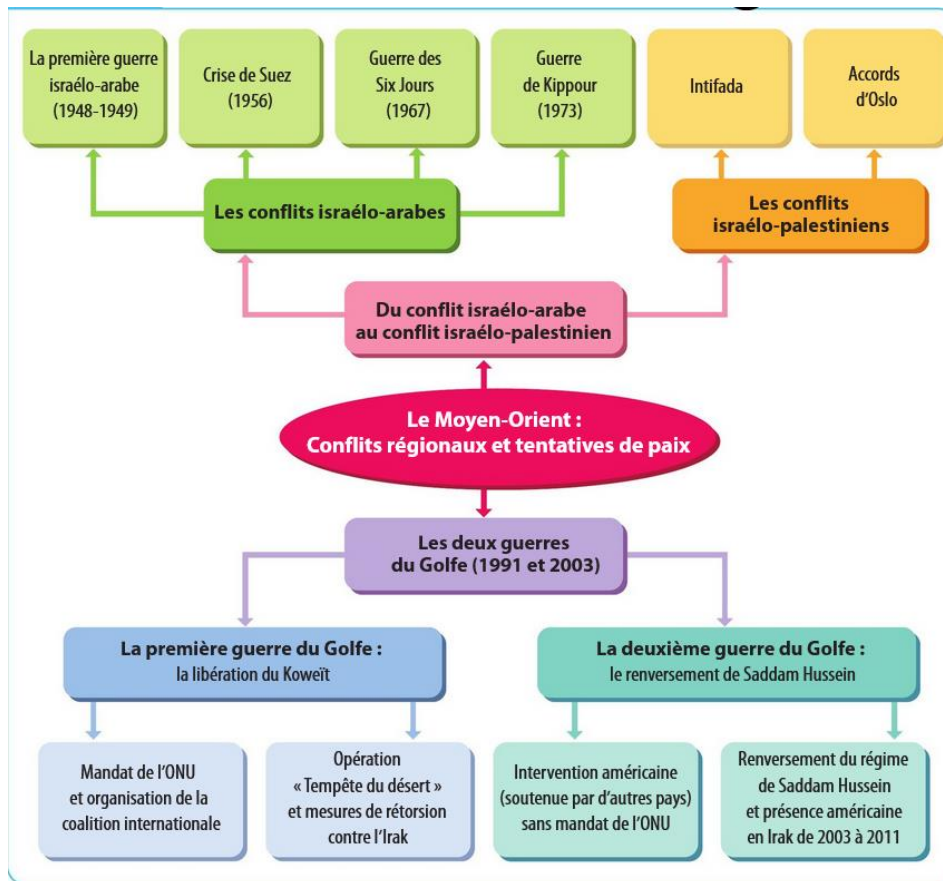 La première guerre
israélo-arabe
(1948-1949)
Crise de Suez
(1956)
Guerre des
Six Jours
(1967)
Guerre
de Kippour
(1973)
Intifada
Accords
d’Oslo
Les conflits israélo-arabes
Les conflits
israélo-palestiniens
Du conflit israélo-arabe
au conflit israélo-palestinien
Le Moyen-Orient :
Conflits régionaux et tentatives de paix
Les deux guerres
du Golfe (1991 et 2003)
La première guerre du Golfe :
la libération du Koweït
La deuxième guerre du Golfe :
le renversement de Saddam Hussein
Mandat de l’ONU
et organisation de la
coalition internationale
Opération
« Tempête du désert »
et mesures de rétorsion
contre l’Irak
Intervention américaine
(soutenue par d’autres pays)
sans mandat de l’ONU
Renversement du régime
de Saddam Hussein
et présence américaine
en Irak de 2003 à 2011